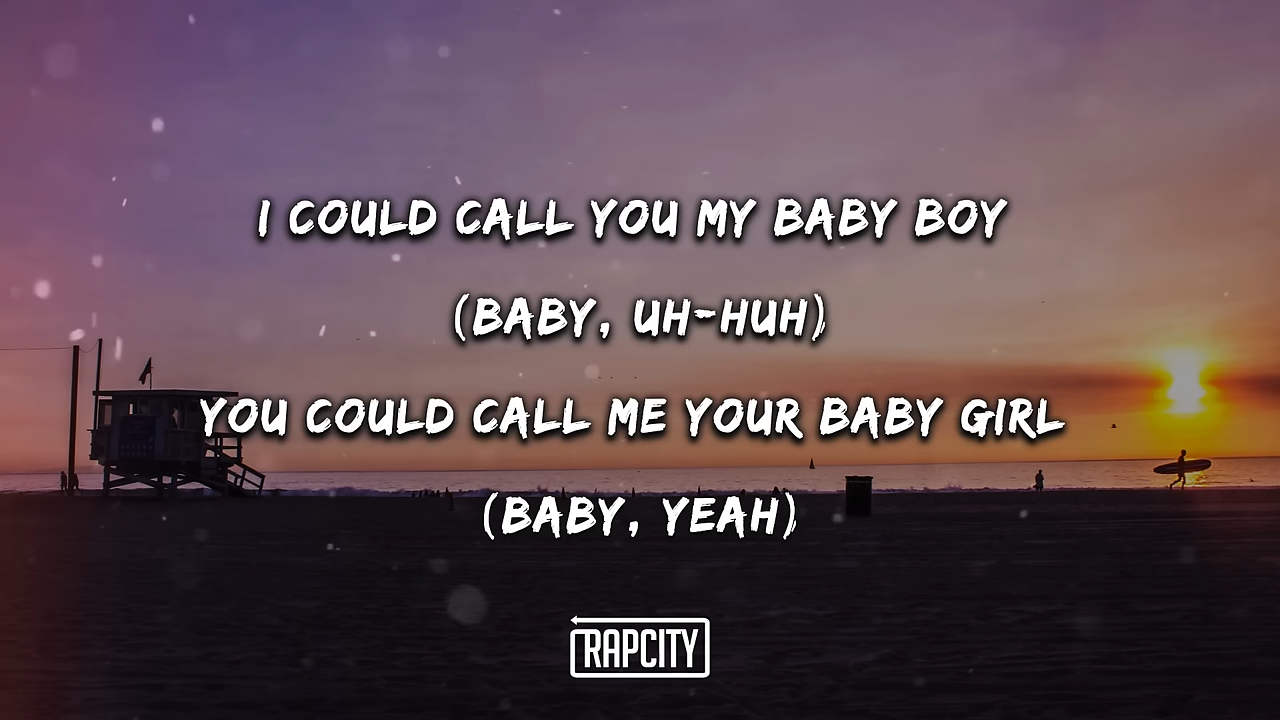 I COULD CALL YOU MY BABY BOY
(BABY, UH-HUH)
YOU COULD CALL ME YOUR BABY GIRL
(BABY, YEAH)
RAPCITY